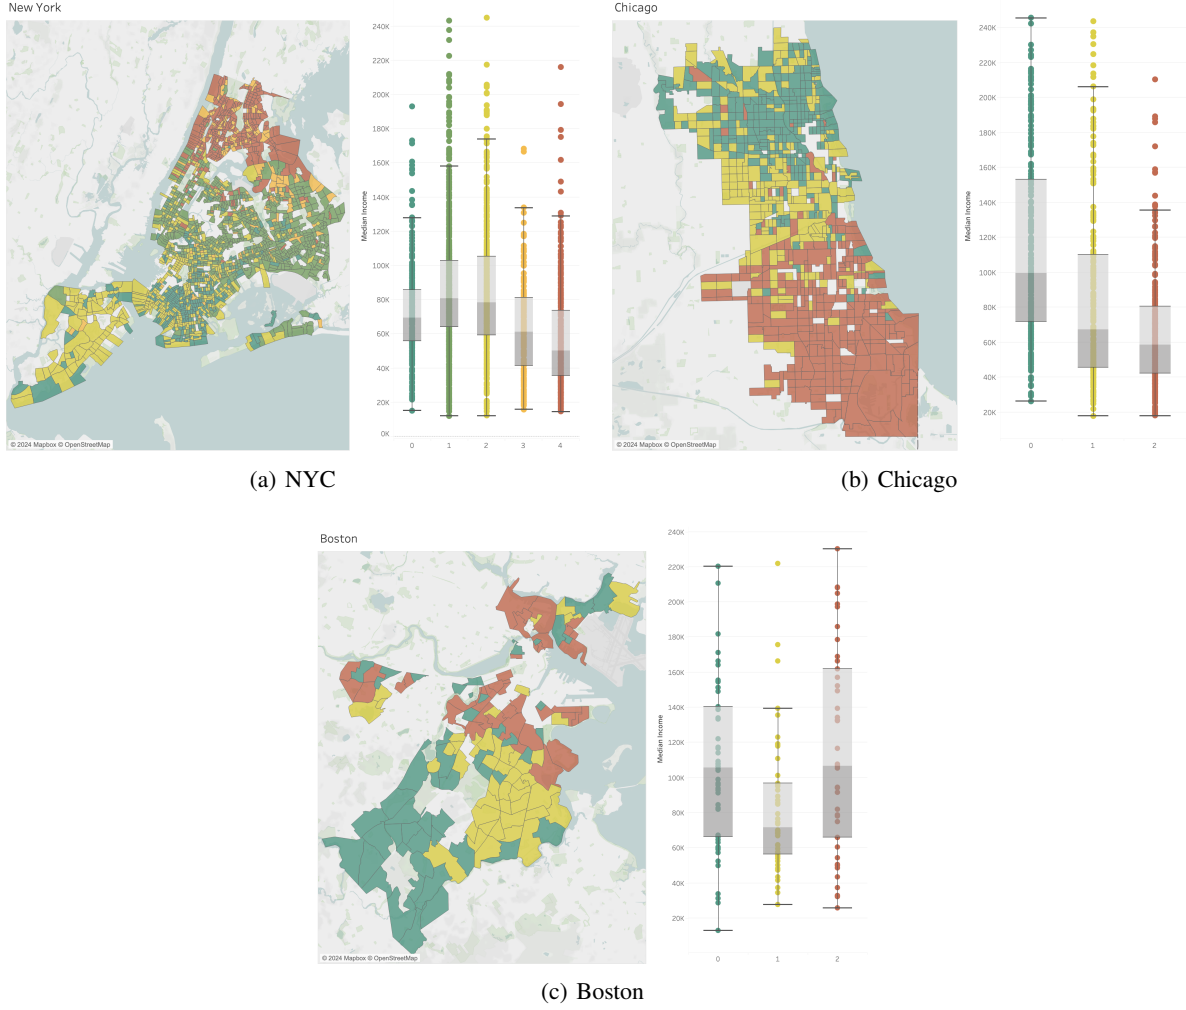 New York
240K
220K
200K
180K
160K
140K
120K
100K
80K
60K
40K
20K
0K
Median Income
0 1 2 3 4
© 2024 Mapbox © OpenStreetMap
(a) NYC
Chicago
240K
220K
200K
180K
160K
140K
120K
100K
80K
60K
40K
20K
Median Income
0 1 2
© 2024 Mapbox © OpenStreetMap
(b) Chicago
Boston
240K
220K
200K
180K
160K
140K
120K
100K
80K
60K
40K
20K
Median Income
0 1 2
© 2024 Mapbox © OpenStreetMap
(c) Boston